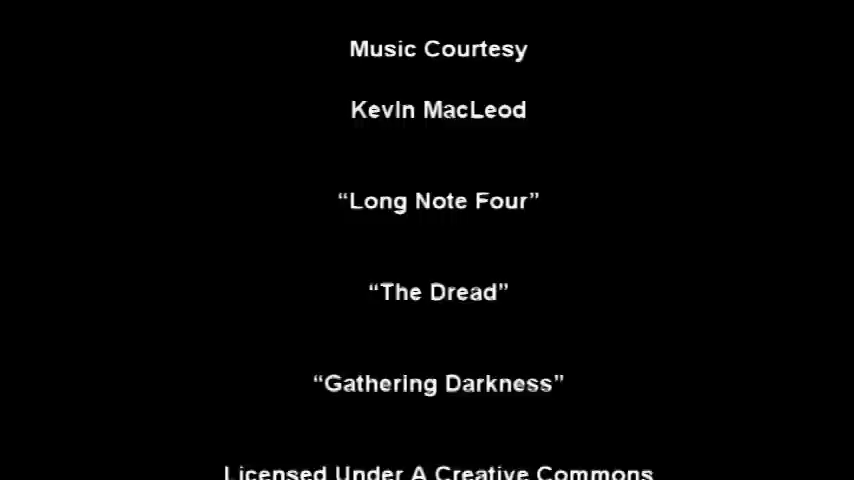 Music Courtesy
Kevin MacLeod
“Long Note Four”
“The Dread”
“Gathering Darkness”
Licensed Under A Creative Commons